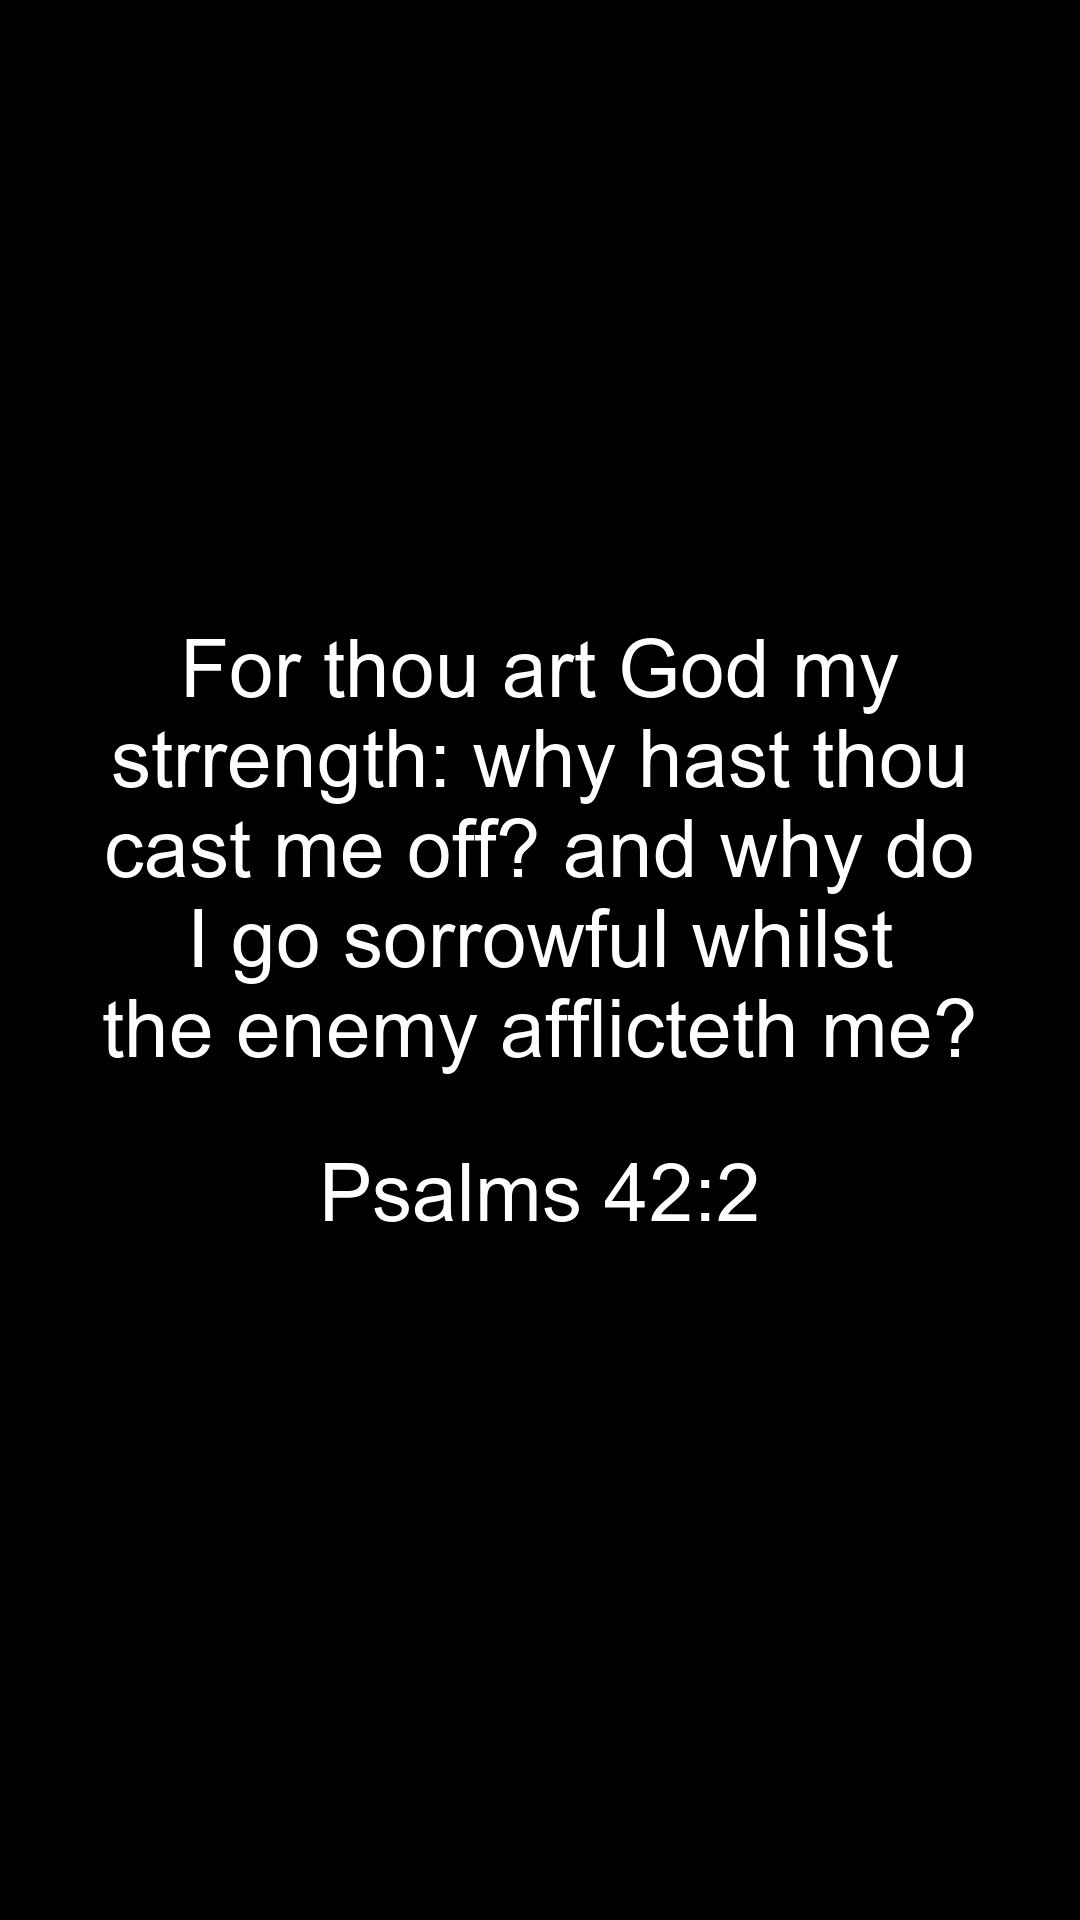 For thou art God my
strrength: why hast thou
cast me off? and why do
I go sorrowful whilst
the enemy afflicteth me?
Psalms 42:2